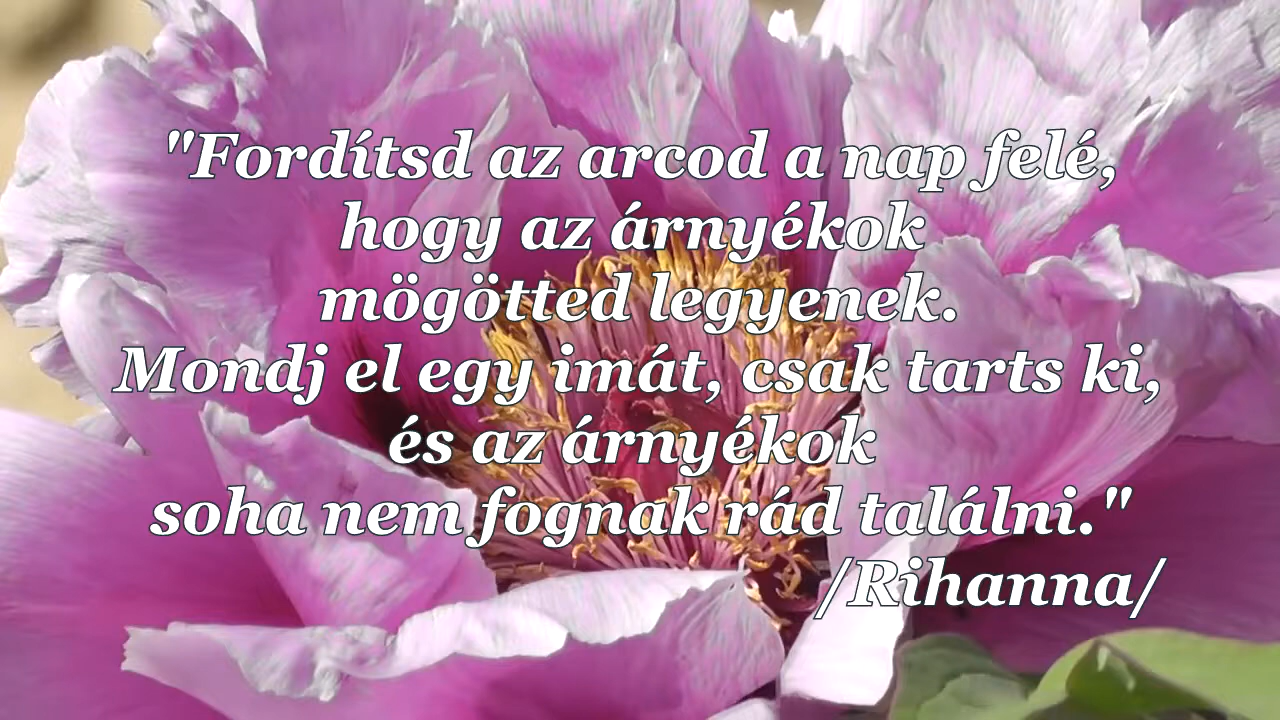 "Fordítsd az arcod a nap felé,
hogy az árnyékok
mögötted legyenek.
Mondj el egy imát, csak tarts ki,
és az árnyékok
soha nem fognak rád találni."
/Rihanna/